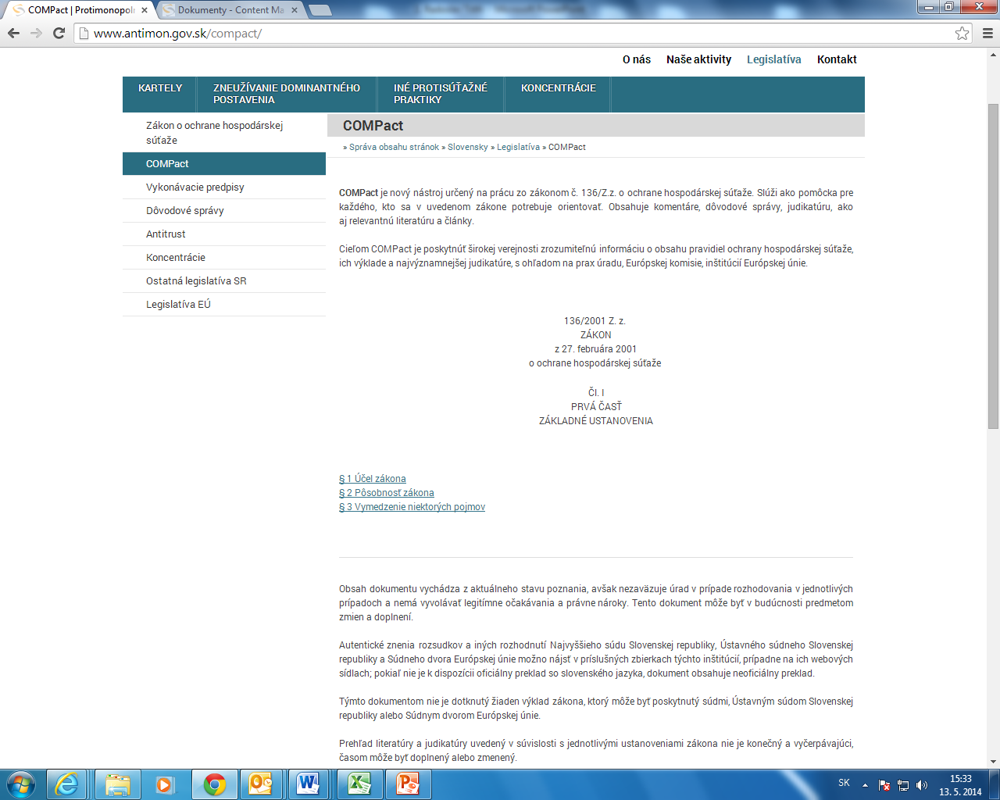 COMPact | Protimonopoln
Dokumenty - Content Ma
www.antimon.gov.sk/compact/
O nás Naše aktivity Legislatíva Kontakt
KARTELY ZNEUŽÍVANIE DOMINANTNÉHO POSTAVENIA INÉ PROTISÚŤAŽNÉ PRAKTIKY KONCENTRÁCIE
Zákon o ochrane hospodárskej
súťaže
COMPact
Vykonávacie predpisy
Dôvodové správy
Antitrust
Koncentrácie
Ostatná legislatíva SR
Legislatíva EÚ
COMPact
» Správa obsahu stránok » Slovensky » Legislatíva » COMPact
COMPact je nový nástroj určený na prácu zo zákonom č. 136/Z.z. o ochrane hospodárskej súťaže. Slúži ako pomôcka pre
každého, kto sa v uvedenom zákone potrebuje orientovať. Obsahuje komentáre, dôvodové správy, judikatúru, ako
aj relevantnú literatúru a články.
Cieľom COMPact je poskytnúť širokej verejnosti zrozumiteľnú informáciu o obsahu pravidiel ochrany hospodárskej súťaže,
ich výklade a najvýznamnejšej judikatúre, s ohľadom na prax úradu, Európskej komisie, inštitúcií Európskej únie.
136/2001 Z. z.
ZÁKON
z 27. februára 2001
o ochrane hospodárskej súťaže
Čl. I
PRVÁ ČASŤ
ZÁKLADNÉ USTANOVENIA
§ 1 Účel zákona
§ 2 Pôsobnosť zákona
§ 3 Vymedzenie niektorých pojmov
Obsah dokumentu vychádza z aktuálneho stavu poznania, avšak nezaväzuje úrad v prípade rozhodovania v jednotlivých
prípadoch a nemá vyvolávať legitímne očakávania a právne nároky. Tento dokument môže byť v budúcnosti predmetom
zmien a doplnení.
Autentické znenia rozsudkov a iných rozhodnutí Najvyššieho súdu Slovenskej republiky, Ústavného súdneho Slovenskej
republiky a Súdneho dvora Európskej únie možno nájsť v príslušných zbierkach týchto inštitúcií, prípadne na ich webových
sídlach; pokiaľ nie je k dispozícii oficiálny preklad so slovenského jazyka, dokument obsahuje neoficiálny preklad.
Týmto dokumentom nie je dotknutý žiaden výklad zákona, ktorý môže byť poskytnutý súdmi, Ústavným súdom Slovenskej
republiky alebo Súdnym dvorom Európskej únie.
Prehľad literatúry a judikatúry uvedený v súvislosti s jednotlivými ustanoveniami zákona nie je konečný a vyčerpávajúci,
časom môže byť doplnený alebo zmenený.
SK
15:33
13. 5. 2014